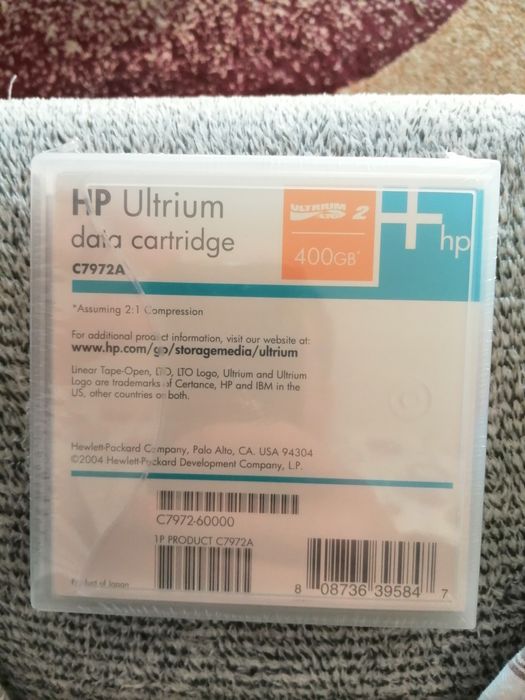 HP Ultrium
data cartridge
C7972A
ULTRIUM LTO 2
400GB*
hp
*Assuming 2:1 Compression
For additional product information, visit our website at:
www.hp.com/go/storagemedia/ultrium
Linear Tape-Open, LTO, LTO Logo, Ultrium and Ultrium
Logo are trademarks of Certance, HP and IBM in the
US, other countries or both.
Hewlett-Packard Company, Palo Alto, CA. USA 94304
©2004 Hewlett-Packard Development Company, L.P.
C7972-60000
1P PRODUCT C7972A
Product of Japan
8 08736 39584 7